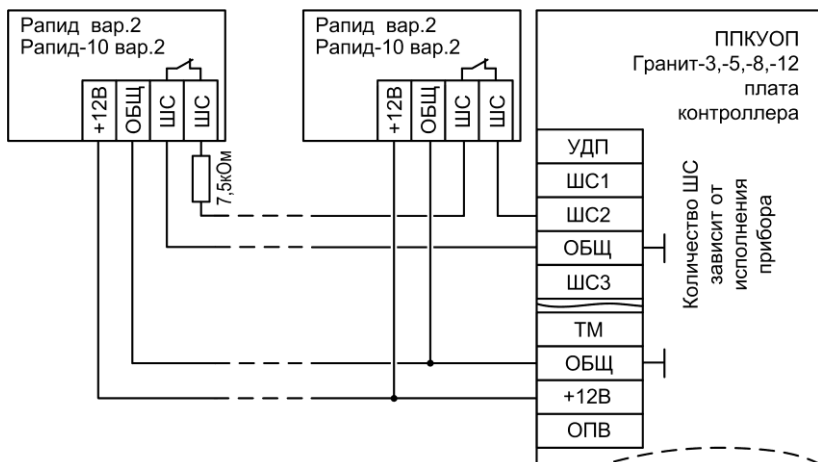 Рапид вар.2
Рапид-10 вар.2
+12В
ОБЩ
ШС
ШС
7,5кОм
Рапид вар.2
Рапид-10 вар.2
+12В
ОБЩ
ШС
ШС
ППКУОП
Гранит-3,-5,-8,-12
плата
контроллера
УДП
ШС1
ШС2
ОБЩ
ШС3
ТМ
ОБЩ
+12В
ОПВ
Количество ШС
зависит от
исполнения
прибора